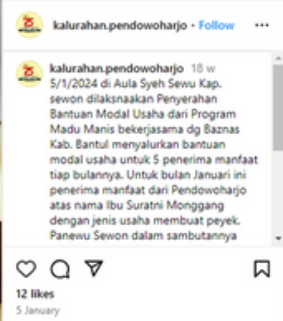 kalurahan.pendowoharjo • Follow
kalurahan.pendowoharjo 18 w
5/1/2024 di Aula Syeh Sewu Kap.
sewon dilaksnaakan Penyerahan
Bantuan Modal Usaha dari Program
Madu Manis bekerjasama dg Baznas
Kab. Bantul menyalurkan bantuan
modal usaha untuk 5 penerima manfaat
tiap bulannya. Untuk bulan Januari ini
penerima manfaat dari Pendowoharjo
atas nama Ibu Suratni Monggang
dengan jenis usaha membuat peyek.
Panewu Sewon dalam sambutannya
12 likes
5 January